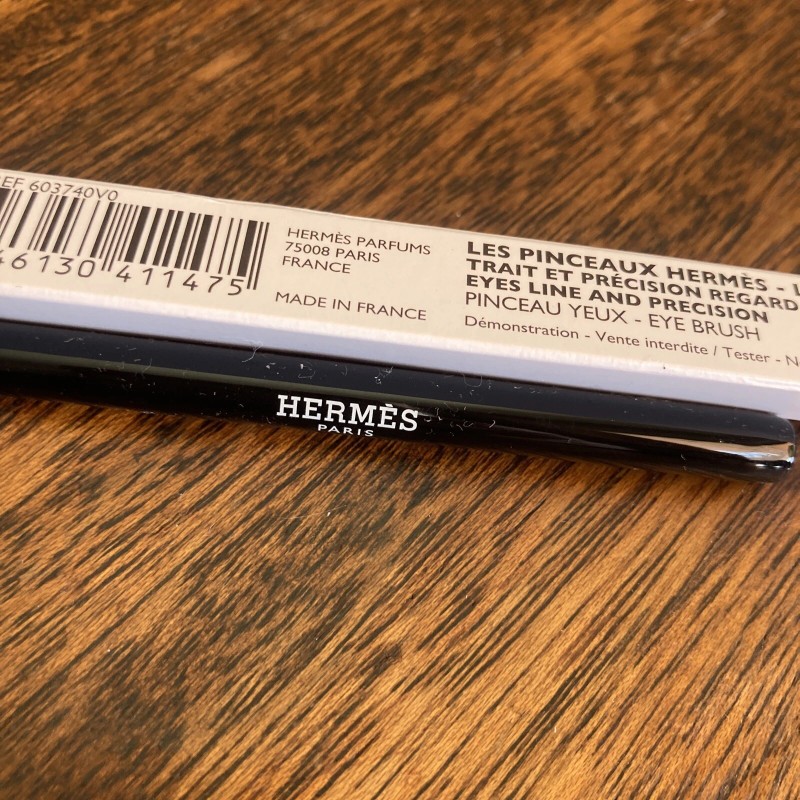 REF 603740V0
46130 411475
HERMÈS PARFUMS
75008 PARIS
FRANCE
MADE IN FRANCE
LES PINCEAUX HERMÈS -
TRAIT ET PRÉCISION REGARD
EYES LINE AND PRECISION
PINCEAU YEUX - EYE BRUSH
Démonstration - Vente interdite / Tester -
HERMÈS
PARIS